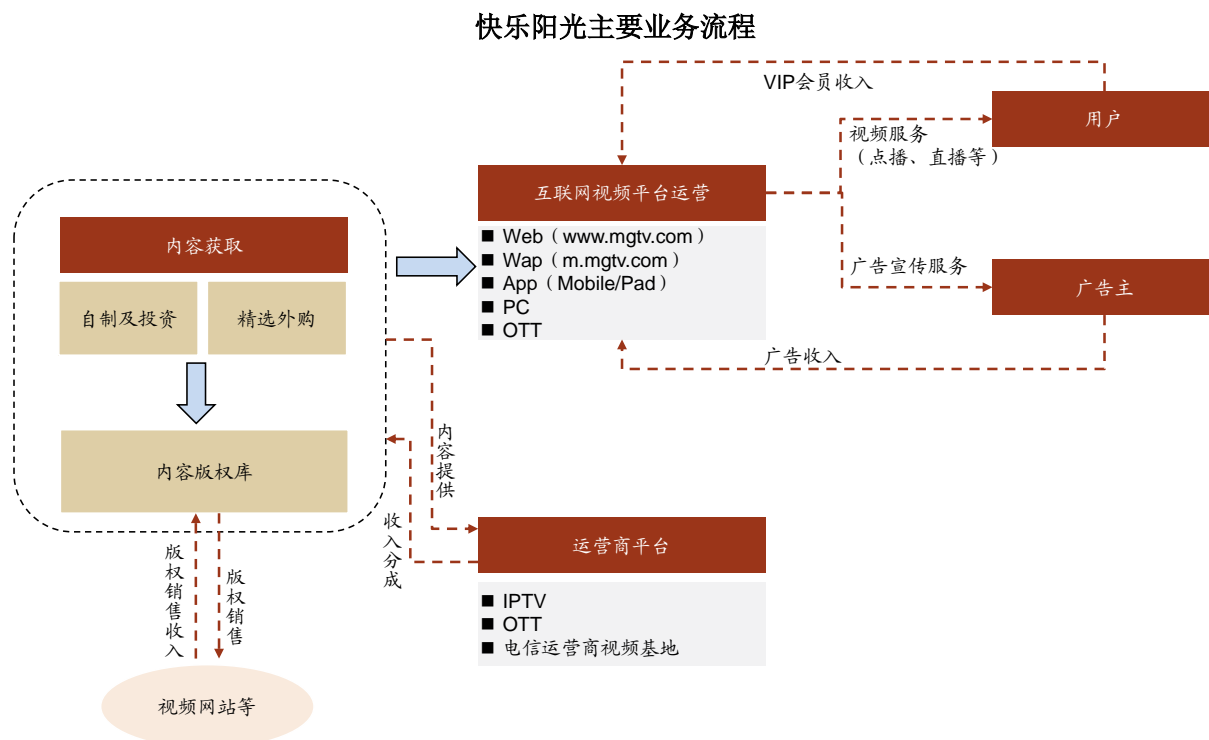 快乐阳光主要业务流程
VIP会员收入
用户
视频服务
（点播、直播等）
互联网视频平台运营
■ Web（www.mgtv.com）
■ Wap（m.mgtv.com）
■ App（Mobile/Pad）
■ PC
■ OTT
广告宣传服务
广告主
广告收入
内容获取
自制及投资
精选外购
内容版权库
内容提供
收入分成
运营商平台
■ IPTV
■ OTT
■ 电信运营商视频基地
版权销售收入
版权销售
视频网站等